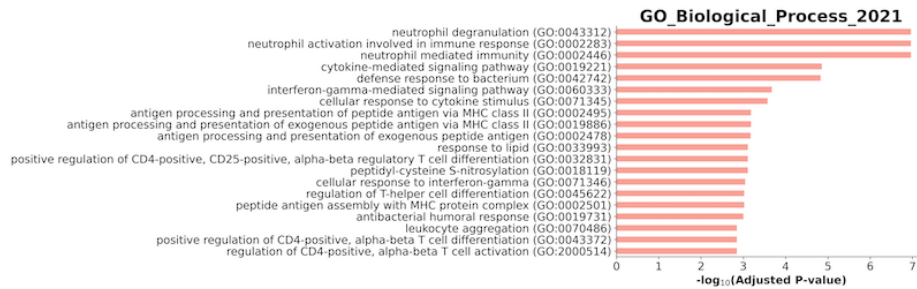 GO_Biological_Process_2021
neutrophil degranulation (GO:0043312)
neutrophil activation involved in immune response (GO:0002283)
neutrophil mediated immunity (GO:0002446)
cytokine-mediated signaling pathway (GO:0019221)
defense response to bacterium (GO:0042742)
interferon-gamma-mediated signaling pathway (GO:0060333)
cellular response to cytokine stimulus (GO:0071345)
antigen processing and presentation of peptide antigen via MHC class II (GO:0002495)
antigen processing and presentation of exogenous peptide antigen via MHC class II (GO:0019886)
antigen processing and presentation of exogenous peptide antigen (GO:0002478)
response to lipid (GO:0033993)
positive regulation of CD4-positive, CD25-positive, alpha-beta regulatory T cell differentiation (GO:0032831)
peptidyl-cysteine S-nitrosylation (GO:0018119)
cellular response to interferon-gamma (GO:0071346)
regulation of T-helper cell differentiation (GO:0045622)
peptide antigen assembly with MHC protein complex (GO:0002501)
antibacterial humoral response (GO:0019731)
leukocyte aggregation (GO:0070486)
positive regulation of CD4-positive, alpha-beta T cell differentiation (GO:0043372)
regulation of CD4-positive, alpha-beta T cell activation (GO:2000514)
0 1 2 3 4 5 6 7
-log₁₀(Adjusted P-value)